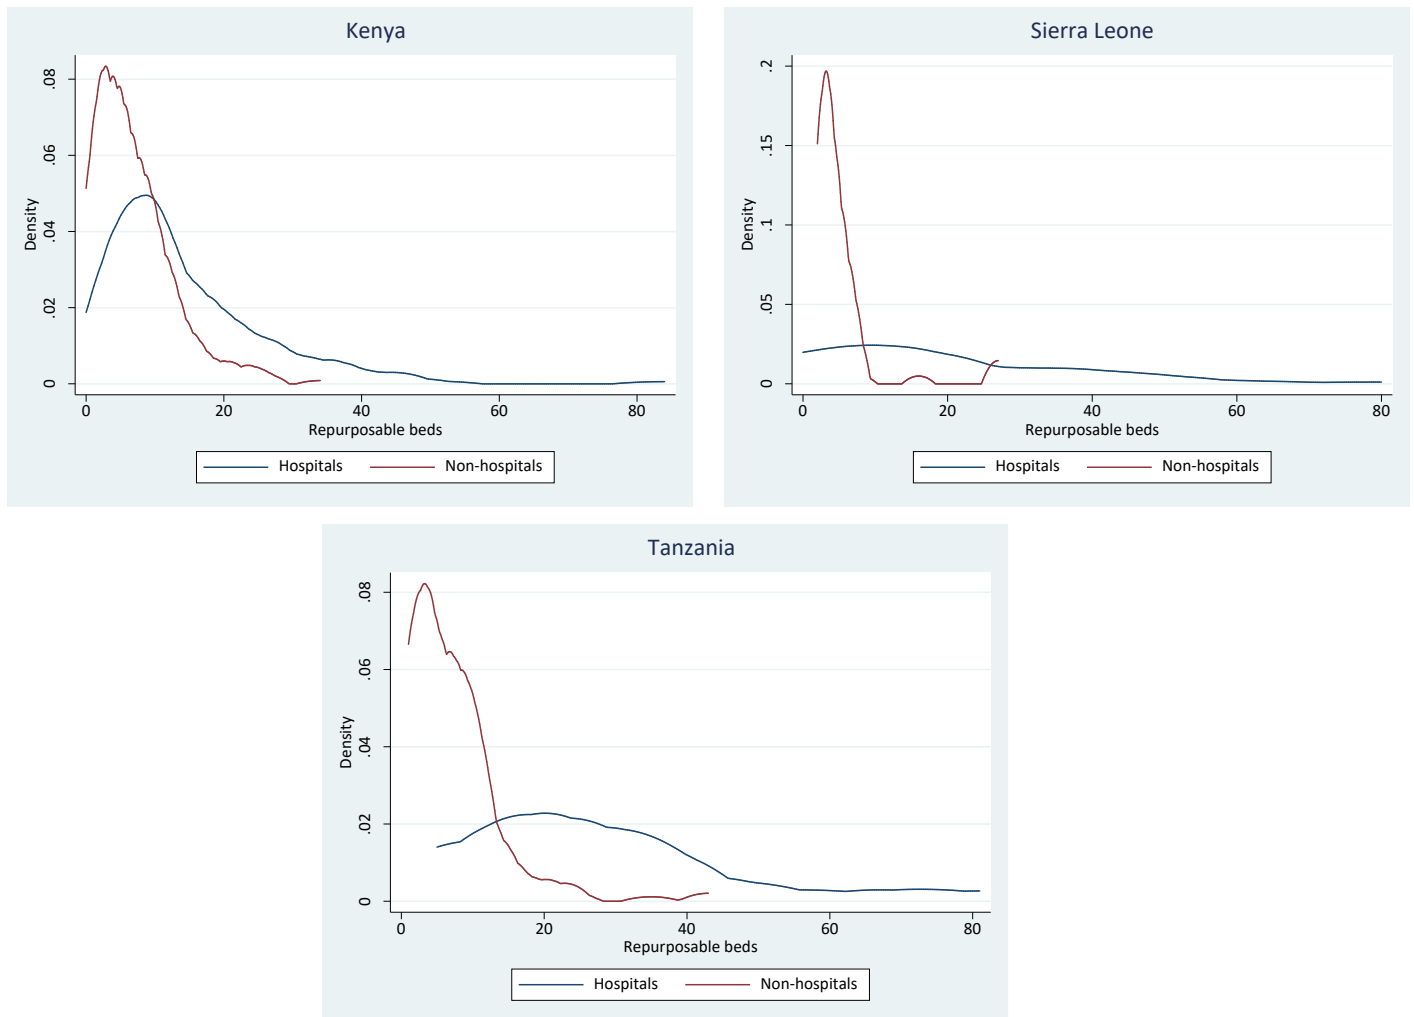 Kenya
Density
.08
.06
.04
.02
0
0 20 40 60 80
Repurposable beds
Hospitals Non-hospitals
Sierra Leone
Density
.2
.15
.1
.05
0
0 20 40 60 80
Repurposable beds
Hospitals Non-hospitals
Tanzania
Density
.08
.06
.04
.02
0
0 20 40 60 80
Repurposable beds
Hospitals Non-hospitals